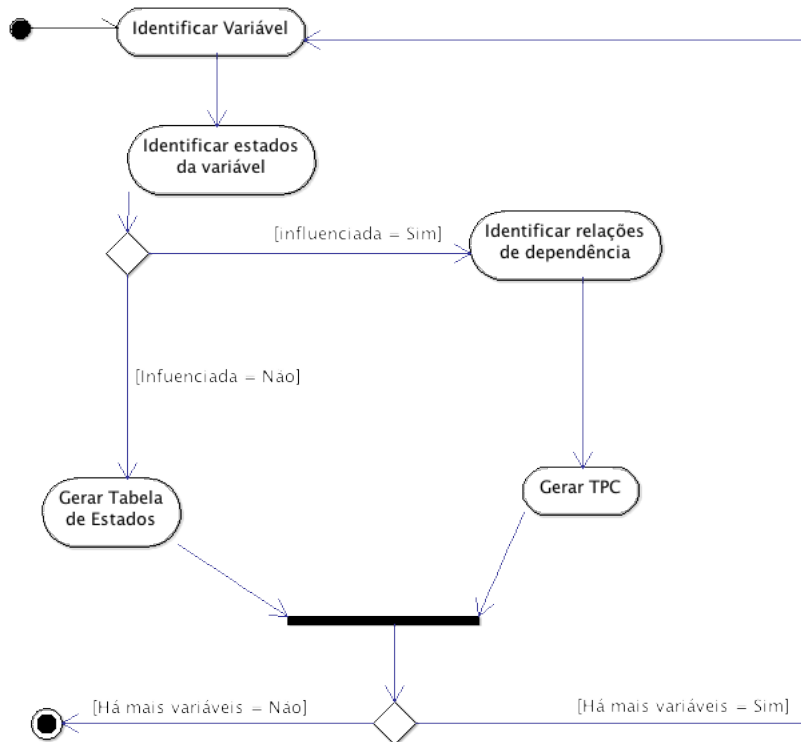 Identificar Variável
Identificar estados
da variável
[influenciada = Sim]
Identificar relações
de dependência
[Infuenciada = Não]
Gerar Tabela
de Estados
Gerar TPC
[Há mais variáveis = Não]
[Há mais variáveis = Sim]